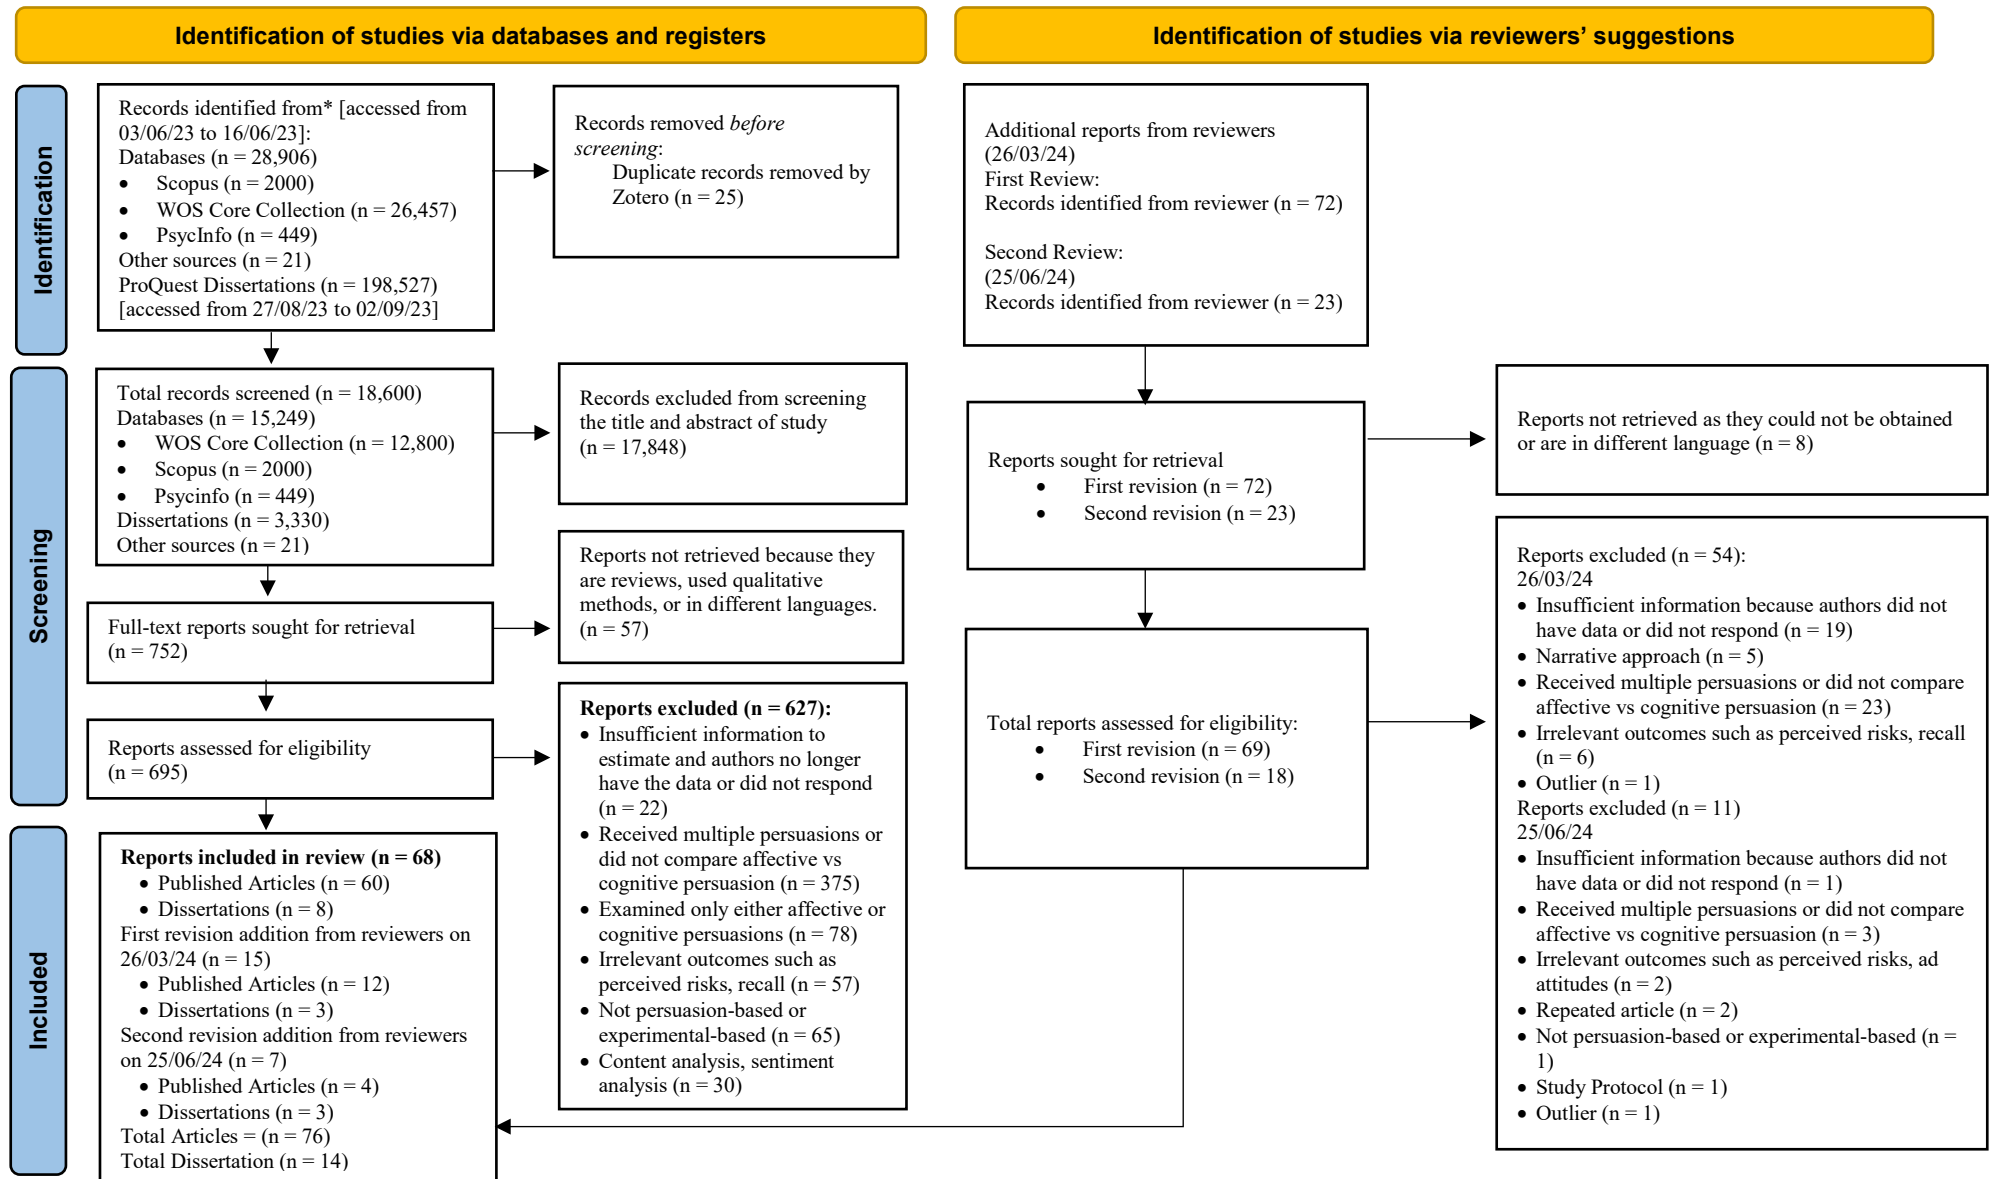 Identification of studies via databases and registers
Identification of studies via reviewers’ suggestions
Identification
Records identified from* [accessed from
03/06/23 to 16/06/23]:
Databases (n = 28,906)
• Scopus (n = 2000)
• WOS Core Collection (n = 26,457)
• PsycInfo (n = 449)
Other sources (n = 21)
ProQuest Dissertations (n = 198,527)
[accessed from 27/08/23 to 02/09/23]
Records removed before
screening:
Duplicate records removed by
Zotero (n = 25)
Additional reports from reviewers
(26/03/24)
First Review:
Records identified from reviewer (n = 72)
Second Review:
(25/06/24)
Records identified from reviewer (n = 23)
Screening
Total records screened (n = 18,600)
Databases (n = 15,249)
• WOS Core Collection (n = 12,800)
• Scopus (n = 2000)
• Psycinfo (n = 449)
Dissertations (n = 3,330)
Other sources (n = 21)
Records excluded from screening
the title and abstract of study
(n = 17,848)
Reports sought for retrieval
• First revision (n = 72)
• Second revision (n = 23)
Reports not retrieved as they could not be obtained
or are in different language (n = 8)
Full-text reports sought for retrieval
(n = 752)
Reports not retrieved because they
are reviews, used qualitative
methods, or in different languages.
(n = 57)
Reports assessed for eligibility
(n = 695)
Reports excluded (n = 627):
• Insufficient information to
estimate and authors no longer
have the data or did not respond
(n = 22)
• Received multiple persuasions or
did not compare affective vs
cognitive persuasion (n = 375)
• Examined only either affective or
cognitive persuasions (n = 78)
• Irrelevant outcomes such as
perceived risks, recall (n = 57)
• Not persuasion-based or
experimental-based (n = 65)
• Content analysis, sentiment
analysis (n = 30)
Total reports assessed for eligibility:
• First revision (n = 69)
• Second revision (n = 18)
Reports excluded (n = 54):
26/03/24
• Insufficient information because authors did not
have data or did not respond (n = 19)
• Narrative approach (n = 5)
• Received multiple persuasions or did not compare
affective vs cognitive persuasion (n = 23)
• Irrelevant outcomes such as perceived risks, recall
(n = 6)
• Outlier (n = 1)
Reports excluded (n = 11)
25/06/24
• Insufficient information because authors did not
have data or did not respond (n = 1)
• Received multiple persuasions or did not compare
affective vs cognitive persuasion (n = 3)
• Irrelevant outcomes such as perceived risks, ad
attitudes (n = 2)
• Repeated article (n = 2)
• Not persuasion-based or experimental-based (n =
1)
• Study Protocol (n = 1)
• Outlier (n = 1)
Included
Reports included in review (n = 68)
• Published Articles (n = 60)
• Dissertations (n = 8)
First revision addition from reviewers on
26/03/24 (n = 15)
• Published Articles (n = 12)
• Dissertations (n = 3)
Second revision addition from reviewers
on 25/06/24 (n = 7)
• Published Articles (n = 4)
• Dissertations (n = 3)
Total Articles = (n = 76)
Total Dissertation (n = 14)